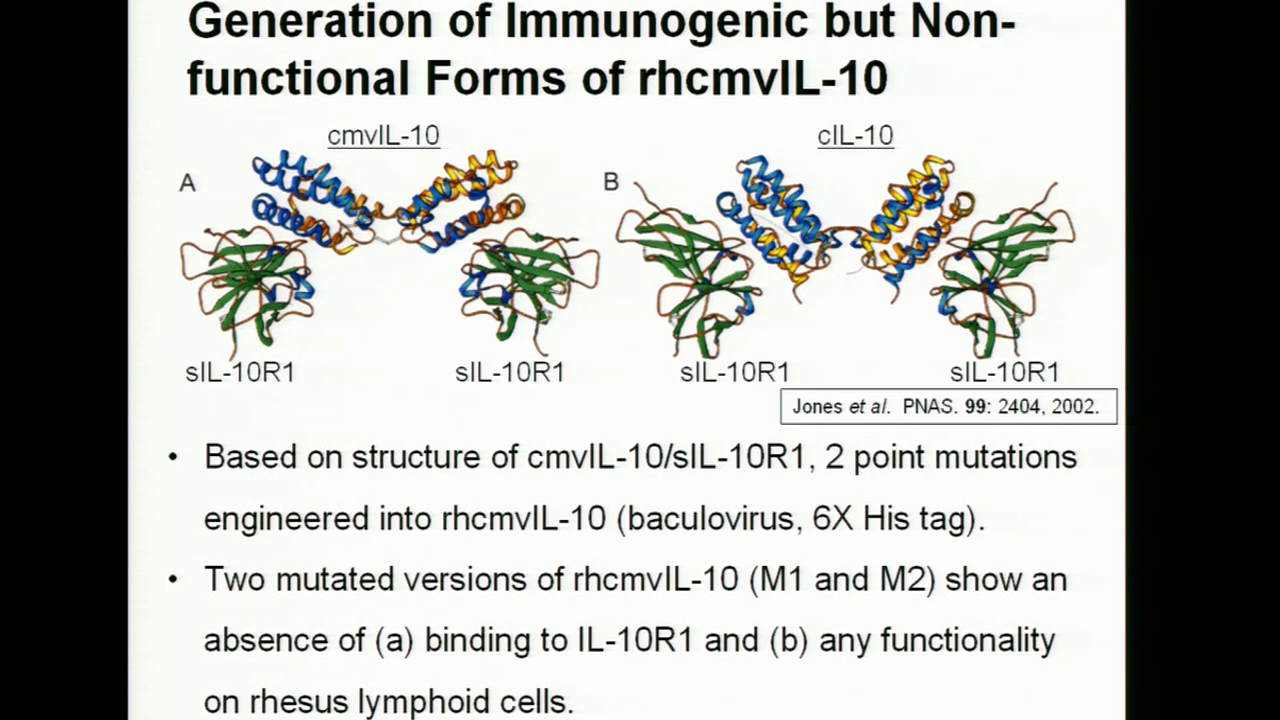 Generation of Immunogenic but Non-
functional Forms of rhcmvIL-10
cmvIL-10
cIL-10
A
B
sIL-10R1
sIL-10R1
sIL-10R1
sIL-10R1
Jones et al. PNAS. 99: 2404, 2002.
• Based on structure of cmvIL-10/sIL-10R1, 2 point mutations
engineered into rhcmvIL-10 (baculovirus, 6X His tag).
• Two mutated versions of rhcmvIL-10 (M1 and M2) show an
absence of (a) binding to IL-10R1 and (b) any functionality
on rhesus lymphoid cells.